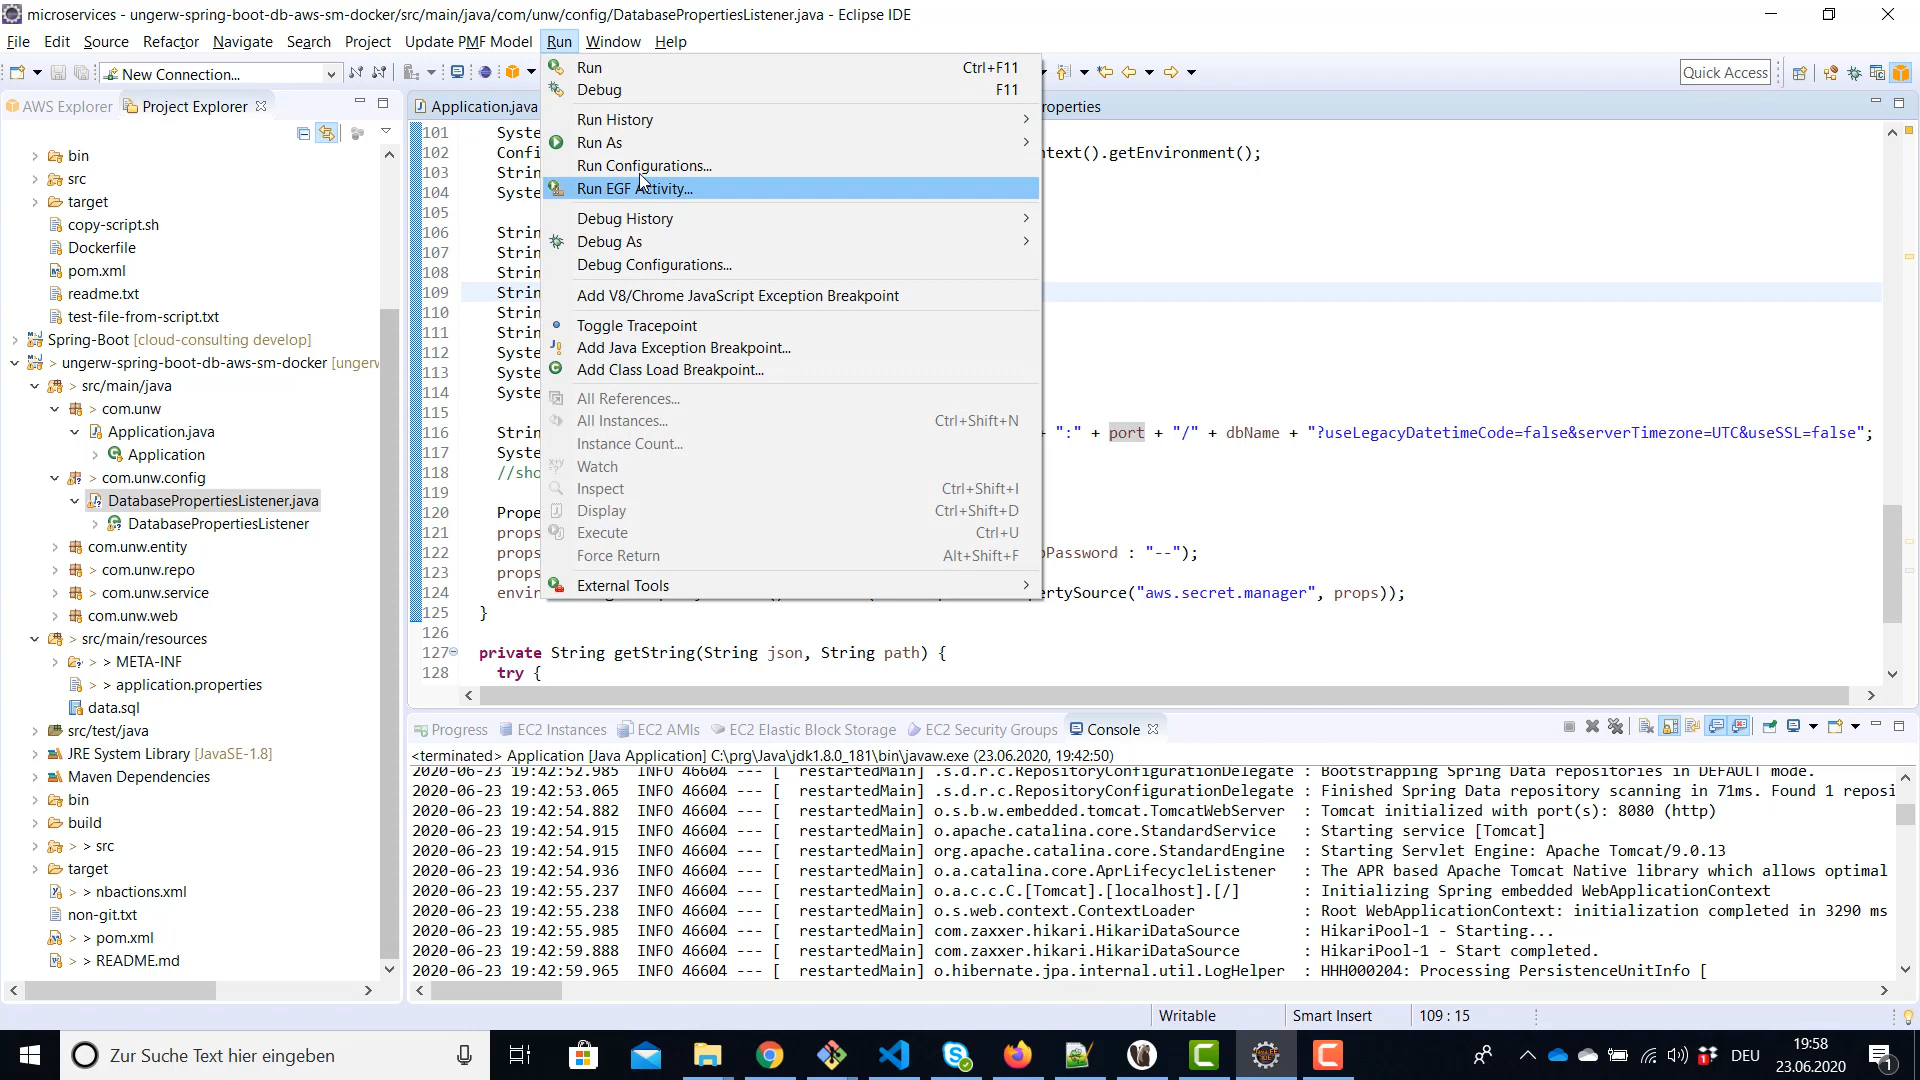 microservices - ungerw-spring-boot-db-aws-sm-docker/src/main/java/com/unw/config/DatabasePropertiesListener.java - Eclipse IDE
File Edit Source Refactor Navigate Search Project Update PMF Model Run Window Help
New Connection...
Quick Access
AWS Explorer Project Explorer
Application.java
operties
bin
src
target
copy-script.sh
Dockerfile
pom.xml
readme.txt
test-file-from-script.txt
Spring-Boot [cloud-consulting develop]
> ungerw-spring-boot-db-aws-sm-docker [ungerw
> src/main/java
> com.unw
Application.java
Application
> com.unw.config
DatabasePropertiesListener.java
DatabasePropertiesListener
com.unw.entity
> com.unw.repo
> com.unw.service
> com.unw.web
> src/main/resources
> META-INF
> application.properties
data.sql
src/test/java
JRE System Library [JavaSE-1.8]
Maven Dependencies
bin
build
> src
target
> nbactions.xml
non-git.txt
> pom.xml
> README.md
Run Ctrl+F11
Debug F11
Run History
Run As
Run Configurations...
Run EGF Activity...
Debug History
Debug As
Debug Configurations...
Add V8/Chrome JavaScript Exception Breakpoint
Toggle Tracepoint
Add Java Exception Breakpoint...
Add Class Load Breakpoint...
All References...
All Instances... Ctrl+Shift+N
Instance Count...
Watch
Inspect Ctrl+Shift+I
Display Ctrl+Shift+D
Execute Ctrl+U
Force Return Alt+Shift+F
External Tools
101 Syste
102 Confi ntext().getEnvironment();
103 Strin
104 Syste
105
106 Strin
107 Strin
108 Strin
109 Strin
110 Strin
111 Strin
112 Syste
113 Syste
114 Syste
115
116 Strin + ":" + port + "/" + dbName + "?useLegacyDatetimeCode=false&serverTimezone=UTC&useSSL=false";
117 Syste
118 //sho
119
120 Prope
121 props
122 props bPassword : "--");
123 props
124 envir ertySource("aws.secret.manager", props));
125 }
126
127 private String getString(String json, String path) {
128 try {
Progress EC2 Instances EC2 AMIs EC2 Elastic Block Storage EC2 Security Groups Console
<terminated> Application [Java Application] C:\prg\Java\jdk1.8.0_181\bin\javaw.exe (23.06.2020, 19:42:50)
2020-06-23 19:42:52.985 INFO 46604 --- [ restartedMain] .s.d.r.c.RepositoryConfigurationDelegate : Bootstrapping Spring Data repositories in DEFAULT mode.
2020-06-23 19:42:53.065 INFO 46604 --- [ restartedMain] .s.d.r.c.RepositoryConfigurationDelegate : Finished Spring Data repository scanning in 71ms. Found 1 reposi
2020-06-23 19:42:54.882 INFO 46604 --- [ restartedMain] o.s.b.w.embedded.tomcat.TomcatWebServer : Tomcat initialized with port(s): 8080 (http)
2020-06-23 19:42:54.915 INFO 46604 --- [ restartedMain] o.apache.catalina.core.StandardService : Starting service [Tomcat]
2020-06-23 19:42:54.915 INFO 46604 --- [ restartedMain] org.apache.catalina.core.StandardEngine : Starting Servlet Engine: Apache Tomcat/9.0.13
2020-06-23 19:42:54.936 INFO 46604 --- [ restartedMain] o.a.catalina.core.AprLifecycleListener : The APR based Apache Tomcat Native library which allows optimal
2020-06-23 19:42:55.237 INFO 46604 --- [ restartedMain] o.a.c.c.C.[Tomcat].[localhost].[/] : Initializing Spring embedded WebApplicationContext
2020-06-23 19:42:55.238 INFO 46604 --- [ restartedMain] o.s.web.context.ContextLoader : Root WebApplicationContext: initialization completed in 3290 ms
2020-06-23 19:42:55.985 INFO 46604 --- [ restartedMain] com.zaxxer.hikari.HikariDataSource : HikariPool-1 - Starting...
2020-06-23 19:42:59.888 INFO 46604 --- [ restartedMain] com.zaxxer.hikari.HikariDataSource : HikariPool-1 - Start completed.
2020-06-23 19:42:59.965 INFO 46604 --- [ restartedMain] o.hibernate.jpa.internal.util.LogHelper : HHH000204: Processing PersistenceUnitInfo [
Writable Smart Insert 109 : 15
Zur Suche Text hier eingeben
DEU
19:58
23.06.2020
1